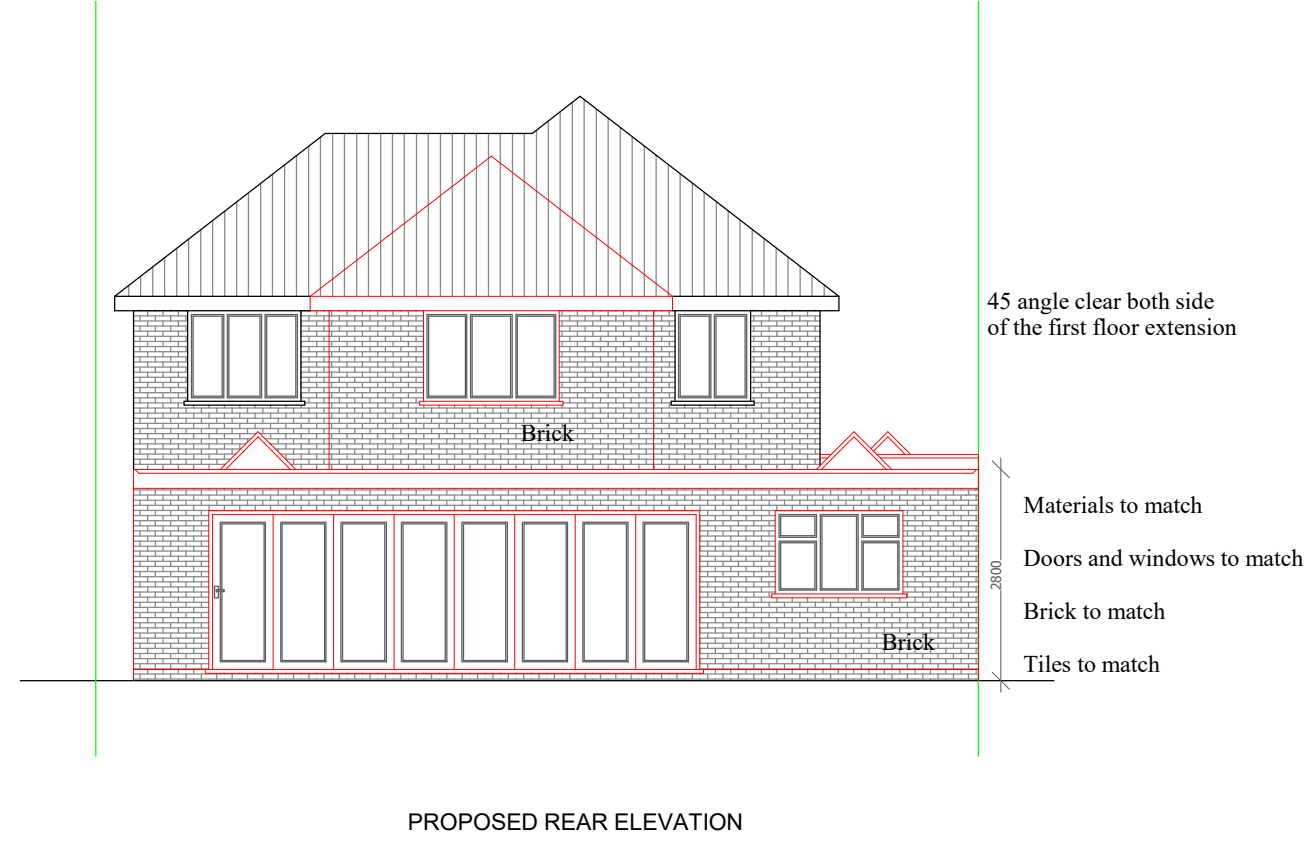 45 angle clear both side
of the first floor extension
Brick
Materials to match
Doors and windows to match
2800
Brick to match
Brick
Tiles to match
PROPOSED REAR ELEVATION